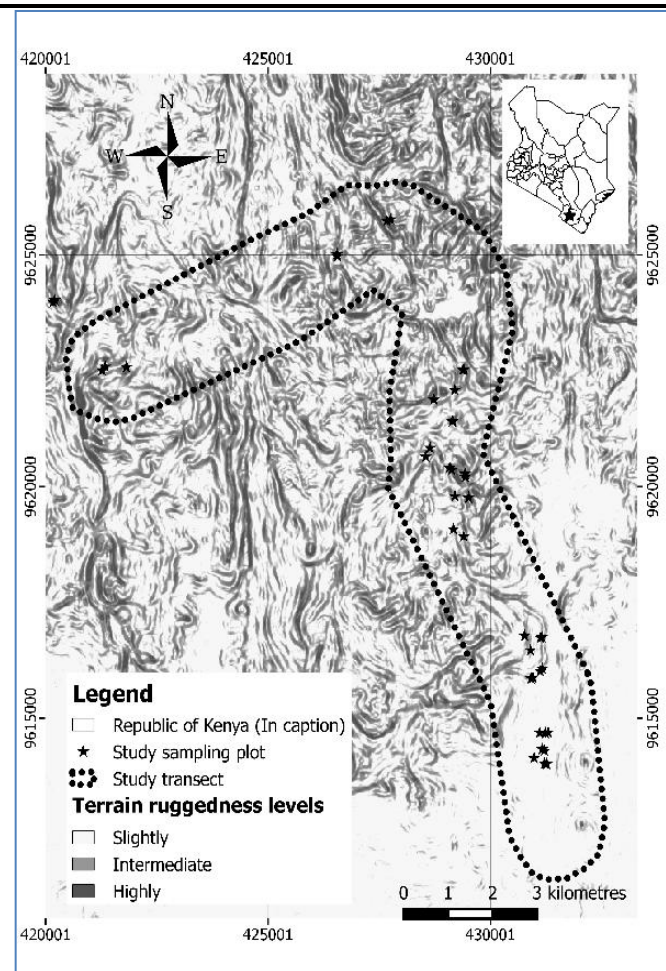 420001 425001 430001
N
W E
S
9625000 9625000
9620000 9620000
9615000 9615000
Legend
Republic of Kenya (In caption)
Study sampling plot
Study transect
Terrain ruggedness levels
Slightly
Intermediate
Highly
0 1 2 3 kilometres
420001 425001 430001